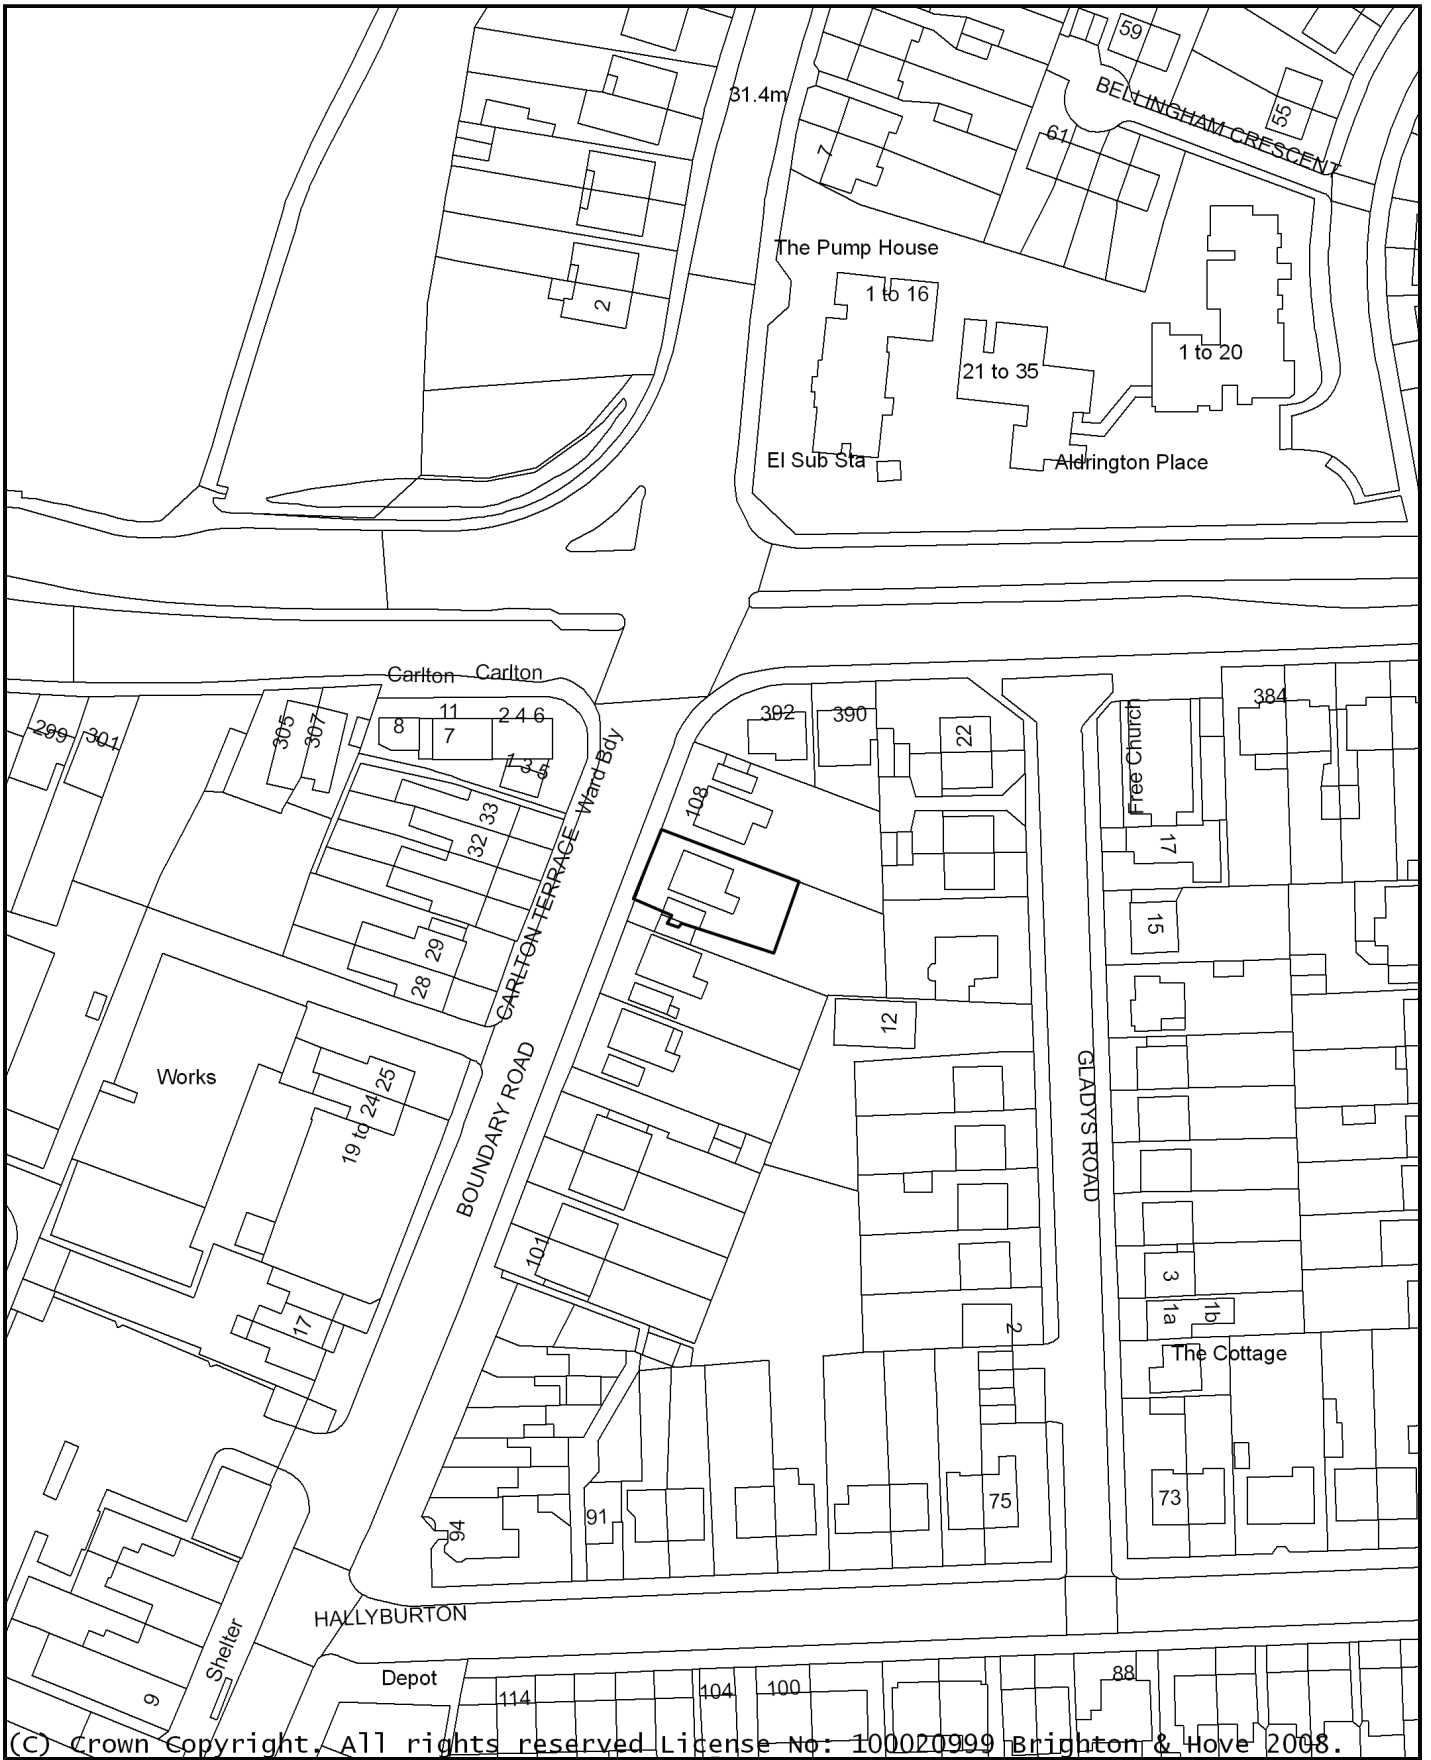 59
BELLINGHAM CRESCENT
55
31.4m
61
7
The Pump House
1 to 16
2
1 to 20
21 to 35
El Sub Sta
Aldrington Place
Carlton Carlton
384
299
301
305
307
8
11
7
2 4 6
1 3 5
392
390
22
Free Church
Ward Bdy
108
33
32
17
CARLTON TERRACE
15
29
28
12
Works
19 to 24
25
BOUNDARY ROAD
GLADYS ROAD
101
3
1a
1b
17
2
The Cottage
94
91
75
73
HALLYBURTON
Shelter
Depot
9
114
104
100
88
(C) Crown Copyright. All rights reserved License No: 100020999 Brighton & Hove 2008.